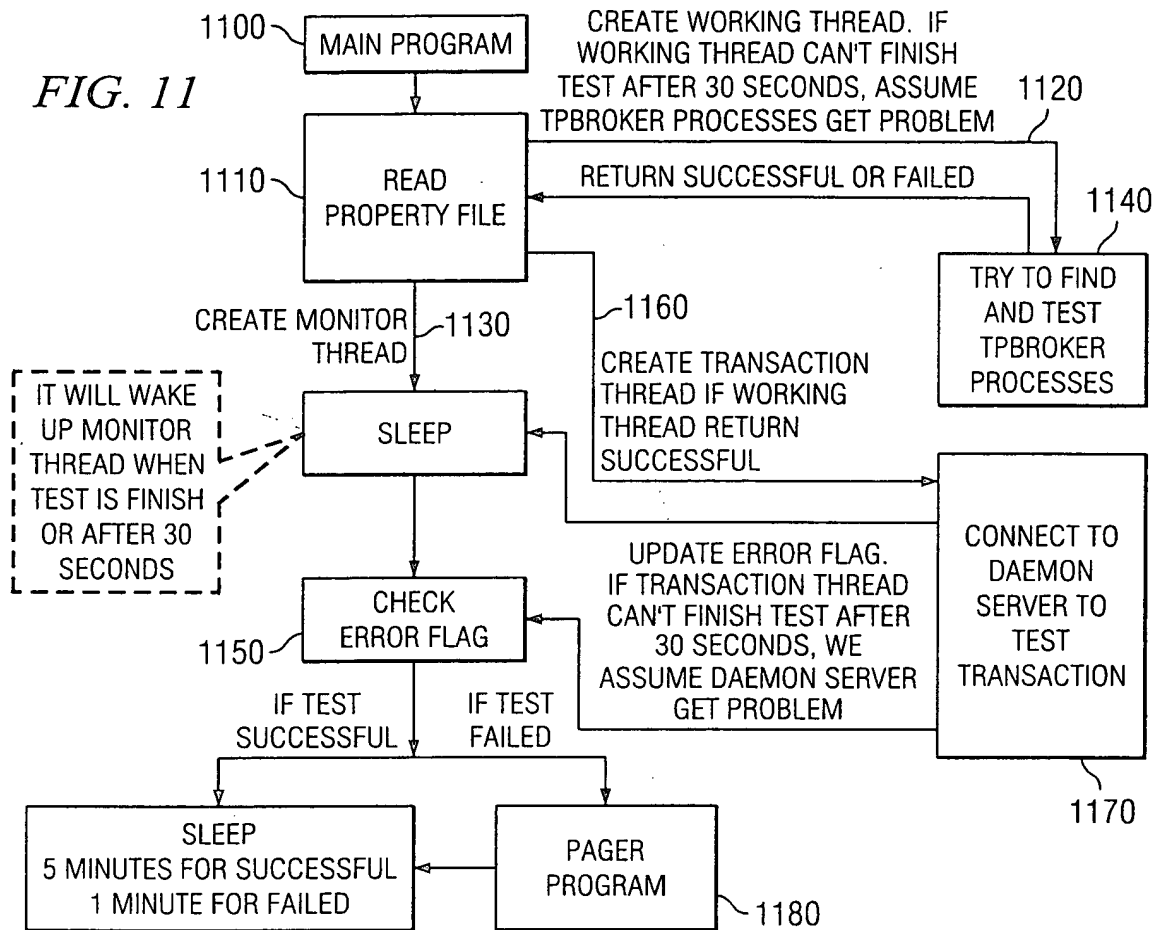 FIG. 11
1100
MAIN PROGRAM
CREATE WORKING THREAD. IF
WORKING THREAD CAN'T FINISH
TEST AFTER 30 SECONDS, ASSUME
TPBROKER PROCESSES GET PROBLEM
1120
1110
READ
PROPERTY FILE
RETURN SUCCESSFUL OR FAILED
1140
TRY TO FIND
AND TEST
TPBROKER
PROCESSES
CREATE MONITOR
THREAD
1130
1160
CREATE TRANSACTION
THREAD IF WORKING
THREAD RETURN
SUCCESSFUL
IT WILL WAKE
UP MONITOR
THREAD WHEN
TEST IS FINISH
OR AFTER 30
SECONDS
SLEEP
CONNECT TO
DAEMON
SERVER TO
TEST
TRANSACTION
1170
UPDATE ERROR FLAG.
IF TRANSACTION THREAD
CAN'T FINISH TEST AFTER
30 SECONDS, WE
ASSUME DAEMON SERVER
GET PROBLEM
CHECK
ERROR FLAG
1150
IF TEST
SUCCESSFUL
IF TEST
FAILED
SLEEP
5 MINUTES FOR SUCCESSFUL
1 MINUTE FOR FAILED
PAGER
PROGRAM
1180